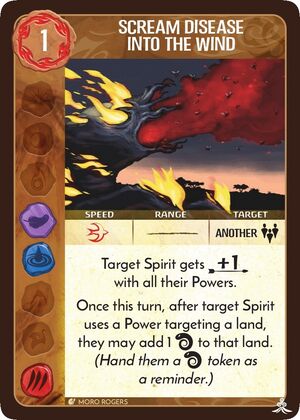 1
SCREAM DISEASE
INTO THE WIND
SPEED RANGE TARGET
ANOTHER
Target Spirit gets +1
with all their Powers.
Once this turn, after target Spirit
uses a Power targeting a land,
they may add 1 to that land.
(Hand them a token as
a reminder.)
MORO ROGERS